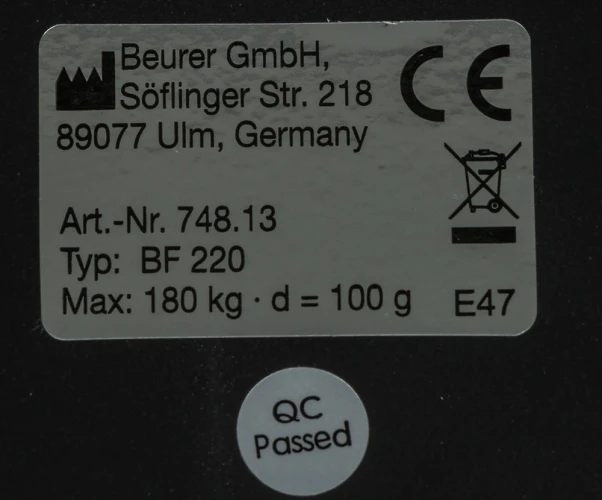 Beurer GmbH,
Söflinger Str. 218
89077 Ulm, Germany
CE
Art.-Nr. 748.13
Typ: BF 220
Max: 180 kg · d = 100 g
E47
QC
Passed